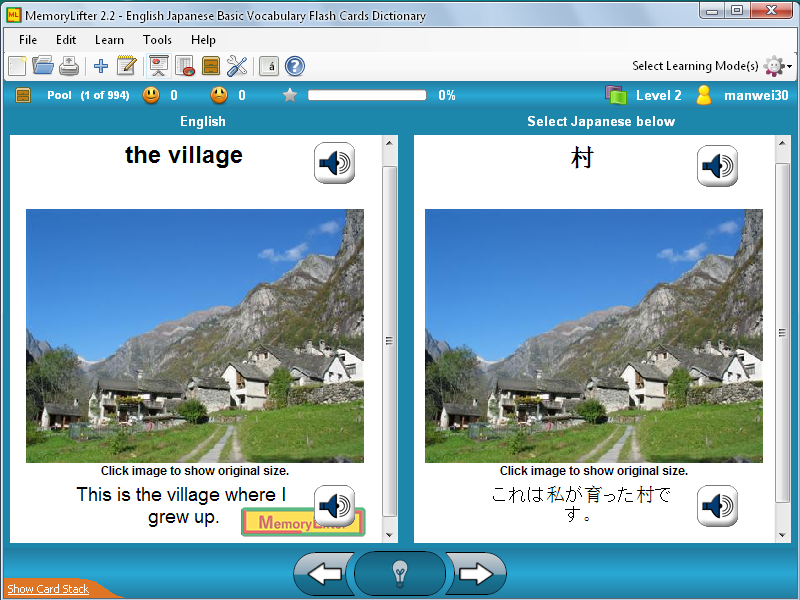 MemoryLifter 2.2 - English Japanese Basic Vocabulary Flash Cards Dictionary
File Edit Learn Tools Help
á ? Select Learning Mode(s)
Pool (1 of 994) 0 0 0% Level 2 manwei30
English
Select Japanese below
the village
村
Click image to show original size.
Click image to show original size.
This is the village where I
grew up.
これは私が育った村で
す。
Show Card Stack